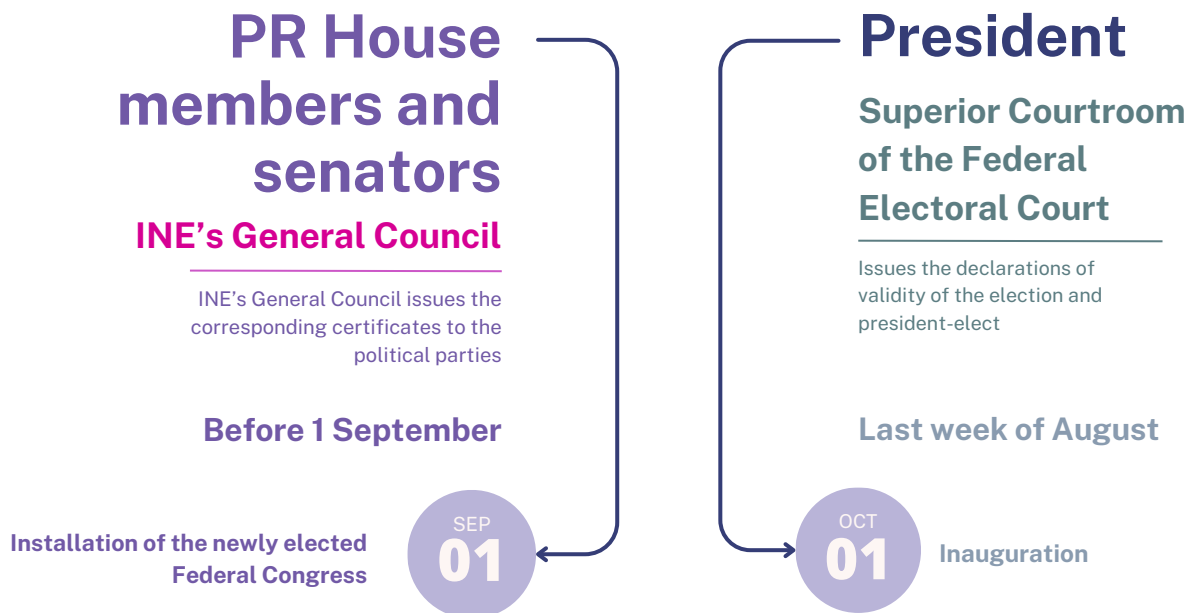 PR House
members and
senators
INE’s General Council
INE’s General Council issues the
corresponding certificates to the
political parties
Before 1 September
Installation of the newly elected
Federal Congress
SEP
01
President
Superior Courtroom
of the Federal
Electoral Court
Issues the declarations of
validity of the election and
president-elect
Last week of August
OCT
01
Inauguration